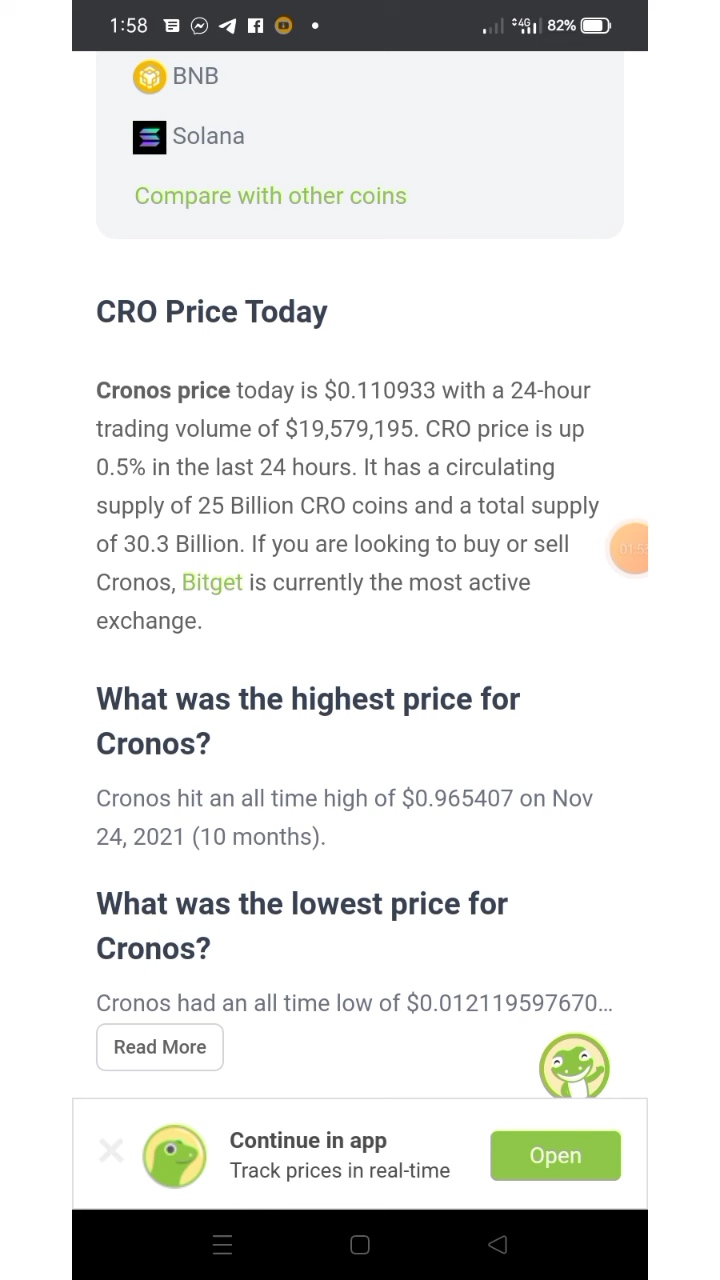 1:58
4G 82%
BNB
Solana
Compare with other coins
CRO Price Today
Cronos price today is $0.110933 with a 24-hour
trading volume of $19,579,195. CRO price is up
0.5% in the last 24 hours. It has a circulating
supply of 25 Billion CRO coins and a total supply
of 30.3 Billion. If you are looking to buy or sell
Cronos, Bitget is currently the most active
exchange.
What was the highest price for
Cronos?
Cronos hit an all time high of $0.965407 on Nov
24, 2021 (10 months).
What was the lowest price for
Cronos?
Cronos had an all time low of $0.012119597670...
Read More
Continue in app
Track prices in real-time
Open